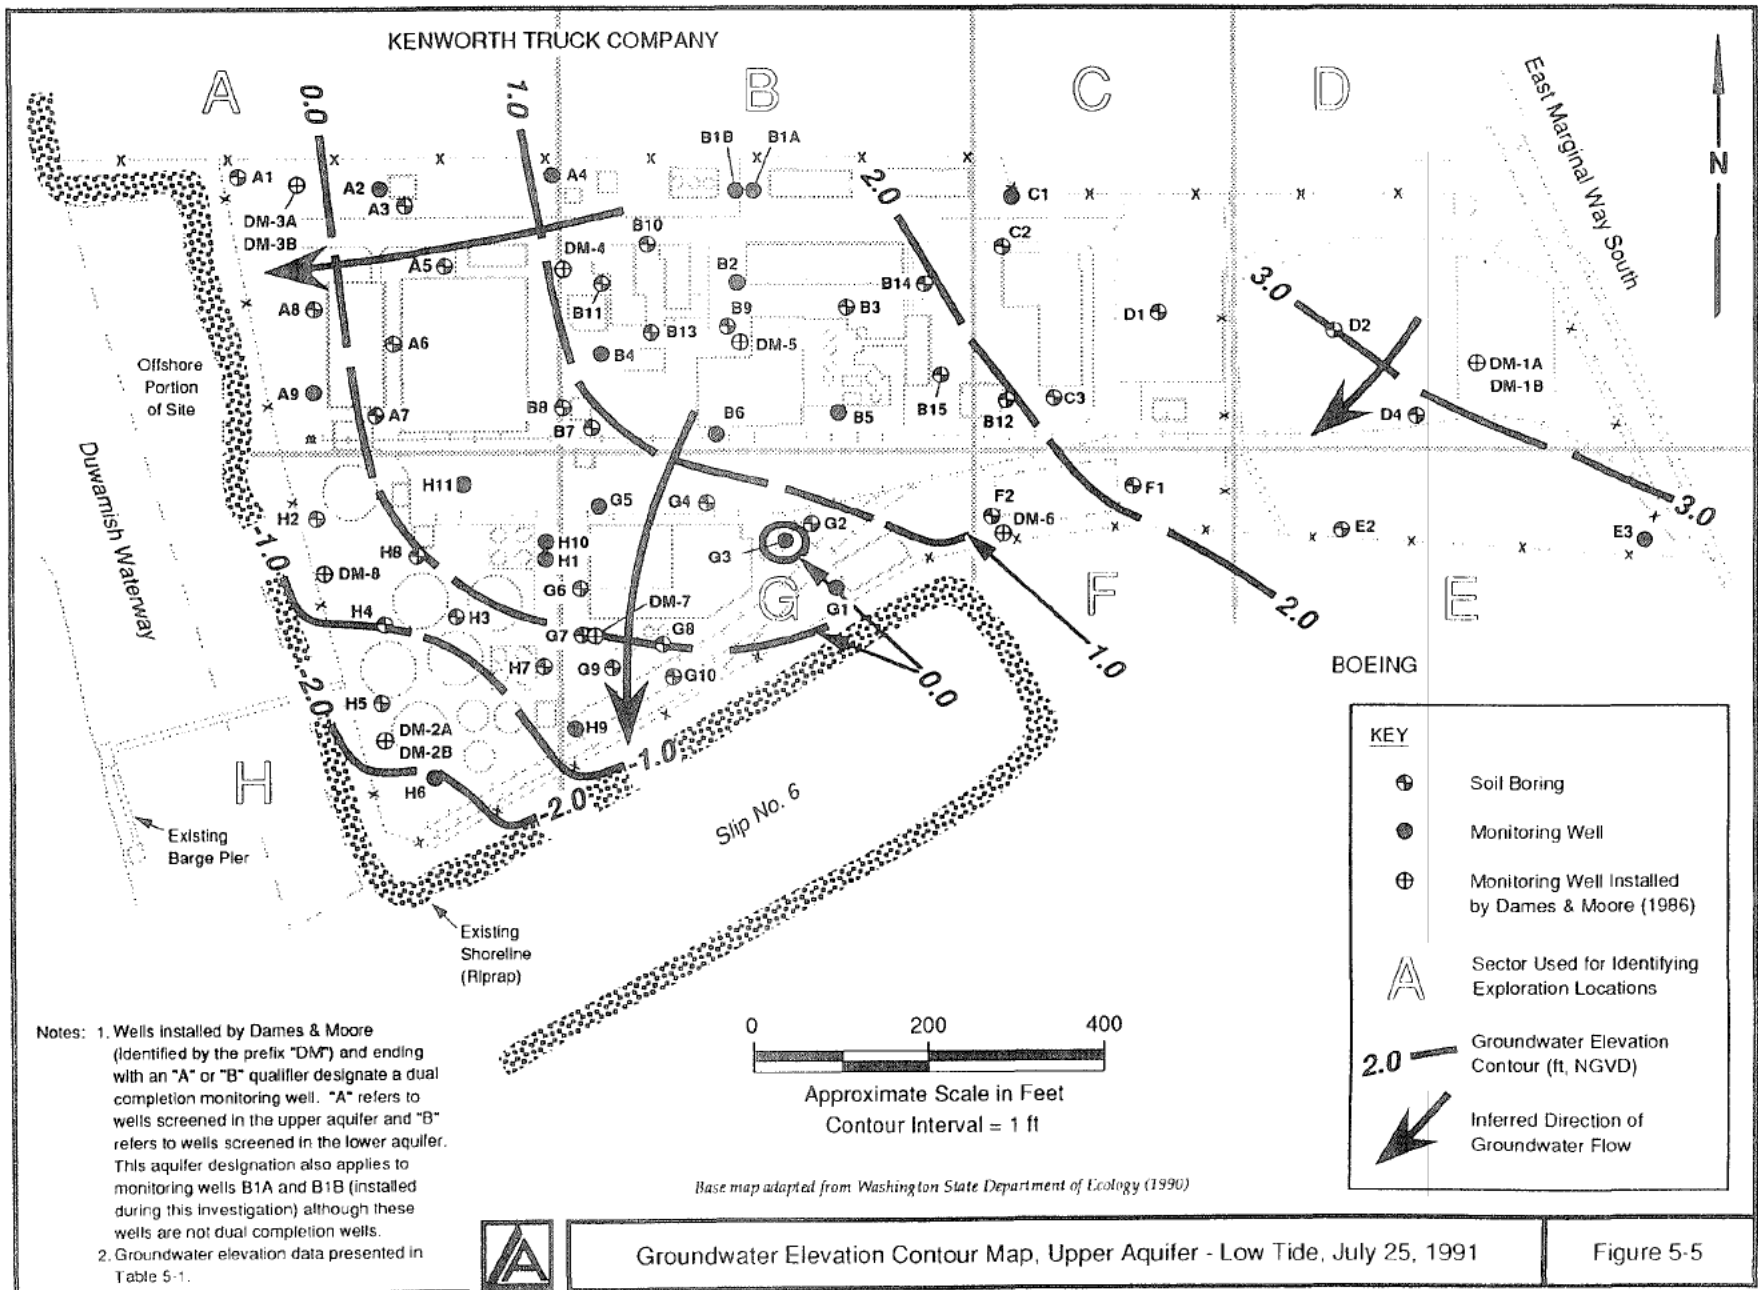 KENWORTH TRUCK COMPANY
A
B
C
D
East Marginal Way South
N
0.0
1.0
2.0
3.0
B1B
B1A
A1
A2
A3
A4
C1
DM-3A
DM-3B
B10
C2
DM-4
A5
B2
B14
B11
A8
B9
B3
D1
D2
B13
A6
DM-5
B4
DM-1A
DM-1B
Offshore
Portion
of Site
A9
B15
C3
A7
B8
B7
B6
B5
B12
D4
Duwamish Waterway
H11
G5
G4
F1
F2
DM-6
G2
H2
E2
3.0
E3
H10
H1
G3
H8
-1.0
DM-8
G6
DM-7
G
G1
F
E
2.0
H4
H3
G7
G8
1.0
BOEING
H7
G9
G10
0.0
-2.0
H5
H9
DM-2A
DM-2B
-1.0
H
H6
-2.0
Slip No. 6
Existing
Barge Pier
Existing
Shoreline
(Riprap)
KEY
Soil Boring
Monitoring Well
Monitoring Well Installed
by Dames & Moore (1986)
A
Sector Used for Identifying
Exploration Locations
2.0
Groundwater Elevation
Contour (ft, NGVD)
Inferred Direction of
Groundwater Flow
0 200 400
Approximate Scale in Feet
Contour Interval = 1 ft
Notes: 1. Wells installed by Dames & Moore
(identified by the prefix "DM") and ending
with an "A" or "B" qualifier designate a dual
completion monitoring well. "A" refers to
wells screened in the upper aquifer and "B"
refers to wells screened in the lower aquifer.
This aquifer designation also applies to
monitoring wells B1A and B1B (installed
during this investigation) although these
wells are not dual completion wells.
2. Groundwater elevation data presented in
Table 5-1.
Base map adapted from Washington State Department of Ecology (1990)
Groundwater Elevation Contour Map, Upper Aquifer - Low Tide, July 25, 1991
Figure 5-5